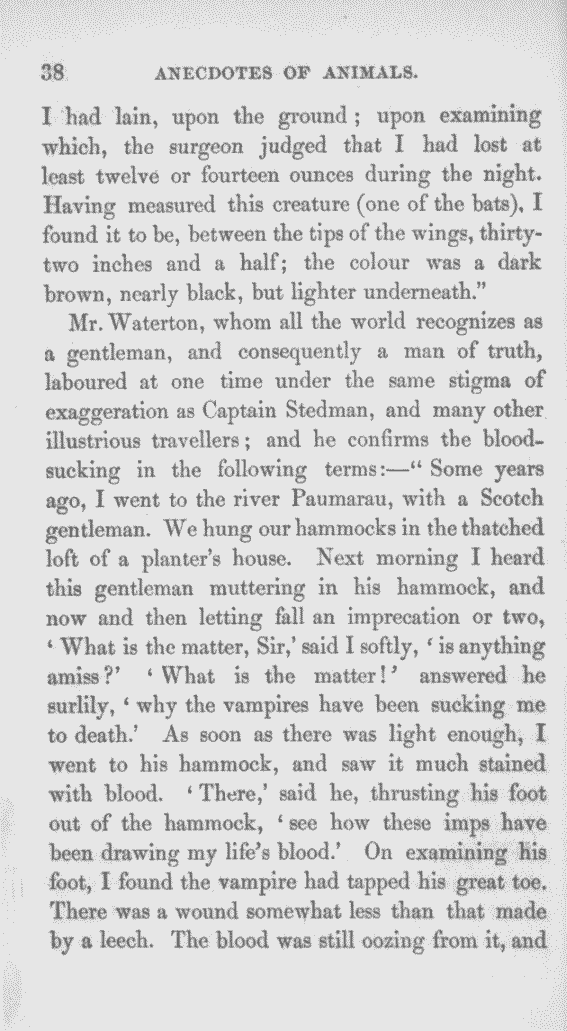 38 ANECDOTES OF ANIMALS.
I had lain, upon the ground; upon examining
which, the surgeon judged that I had lost at
least twelve or fourteen ounces during the night.
Having measured this creature (one of the bats), I
found it to be, between the tips of the wings, thirty-
two inches and a half; the colour was a dark
brown, nearly black, but lighter underneath.”
Mr. Waterton, whom all the world recognizes as
a gentleman, and consequently a man of truth,
laboured at one time under the same stigma of
exaggeration as Captain Stedman, and many other
illustrious travellers; and he confirms the blood-
sucking in the following terms:—“ Some years
ago, I went to the river Paumarau, with a Scotch
gentleman. We hung our hammocks in the thatched
loft of a planter’s house. Next morning I heard
this gentleman muttering in his hammock, and
now and then letting fall an imprecation or two,
‘ What is the matter, Sir,’ said I softly, ‘ is anything
amiss?’ ‘ What is the matter!’ answered he
surlily, ‘ why the vampires have been sucking me
to death.’ As soon as there was light enough, I
went to his hammock, and saw it much stained
with blood. ‘ There,’ said he, thrusting his foot
out of the hammock, ‘ see how these imps have
been drawing my life’s blood.’ On examining his
foot, I found the vampire had tapped his great toe.
There was a wound somewhat less than that made
by a leech. The blood was still oozing from it, and